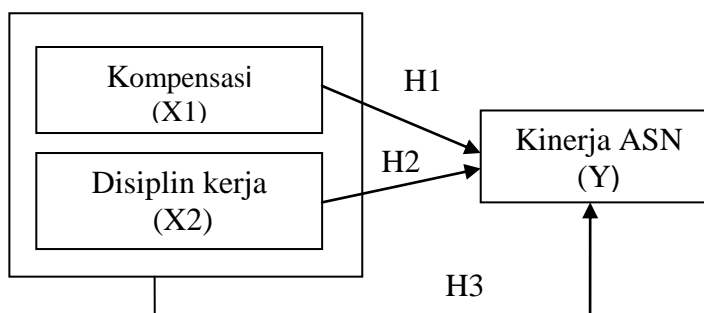 Kompensasi
(X1)
H1
Kinerja ASN
(Y)
H2
Disiplin kerja
(X2)
H3